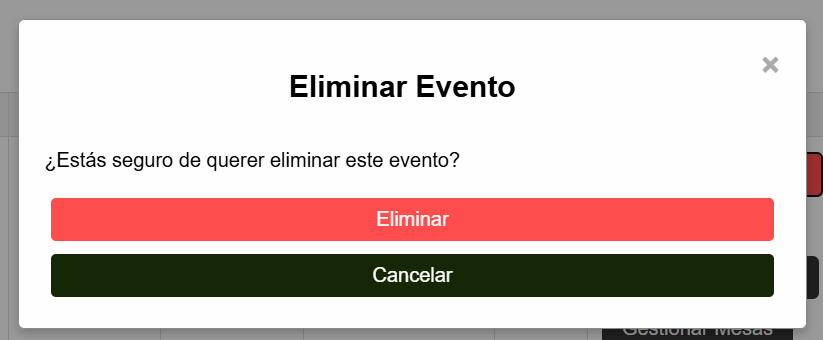 Eliminar Evento
×
¿Estás seguro de querer eliminar este evento?
Eliminar
Cancelar
Gestionar Mesas